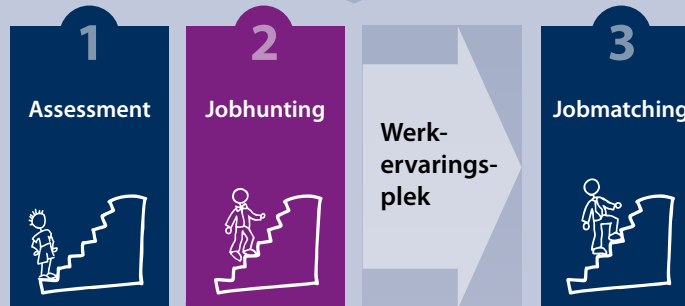 1
Assessment
2
Jobhunting
Werk-
ervarings-
plek
3
Jobmatching